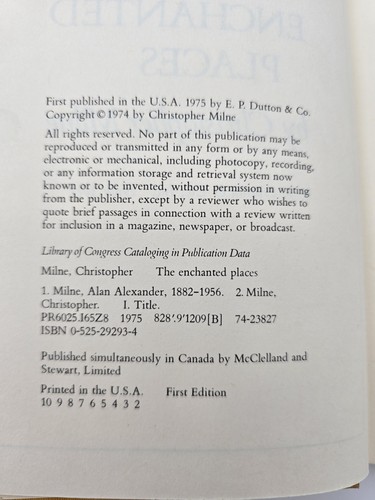 ENCHANTED
PLACES
First published in the U.S.A. 1975 by E. P. Dutton & Co.
Copyright © 1974 by Christopher Milne
All rights reserved. No part of this publication may be
reproduced or transmitted in any form or by any means,
electronic or mechanical, including photocopy, recording,
or any information storage and retrieval system now
known or to be invented, without permission in writing
from the publisher, except by a reviewer who wishes to
quote brief passages in connection with a review written
for inclusion in a magazine, newspaper, or broadcast.
Library of Congress Cataloging in Publication Data
Milne, Christopher The enchanted places
1. Milne, Alan Alexander, 1882–1956. 2. Milne,
Christopher. I. Title.
PR6025.I65Z8 1975 828'.9'1209[B] 74-23827
ISBN 0-525-29293-4
Published simultaneously in Canada by McClelland and
Stewart, Limited
Printed in the U.S.A. First Edition
10 9 8 7 6 5 4 3 2